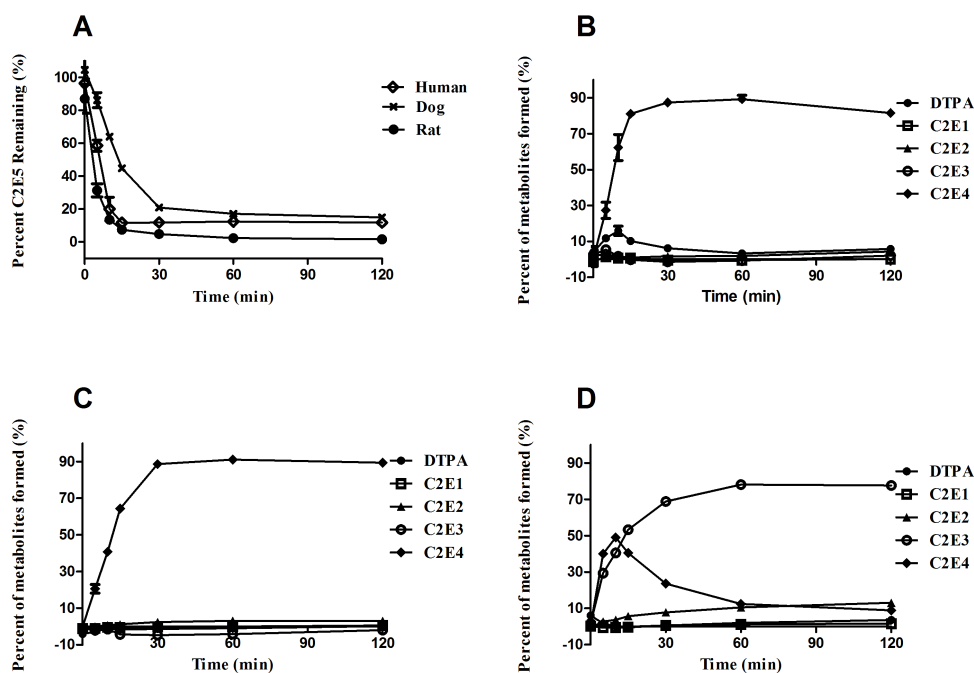 A
Percent C2E5 Remaining (%)
100
80
60
40
20
0
0
30
60
90
120
Time (min)
Human
Dog
Rat
B
Percent of metabolites formed (%)
90
70
50
30
10
-10
30
60
90
120
Time (min)
DTPA
C2E1
C2E2
C2E3
C2E4
C
Percent of metabolites formed (%)
90
70
50
30
10
-10
30
60
90
120
Time (min)
DTPA
C2E1
C2E2
C2E3
C2E4
D
Percent of metabolites formed (%)
90
70
50
30
10
-10
30
60
90
120
Time (min)
DTPA
C2E1
C2E2
C2E3
C2E4